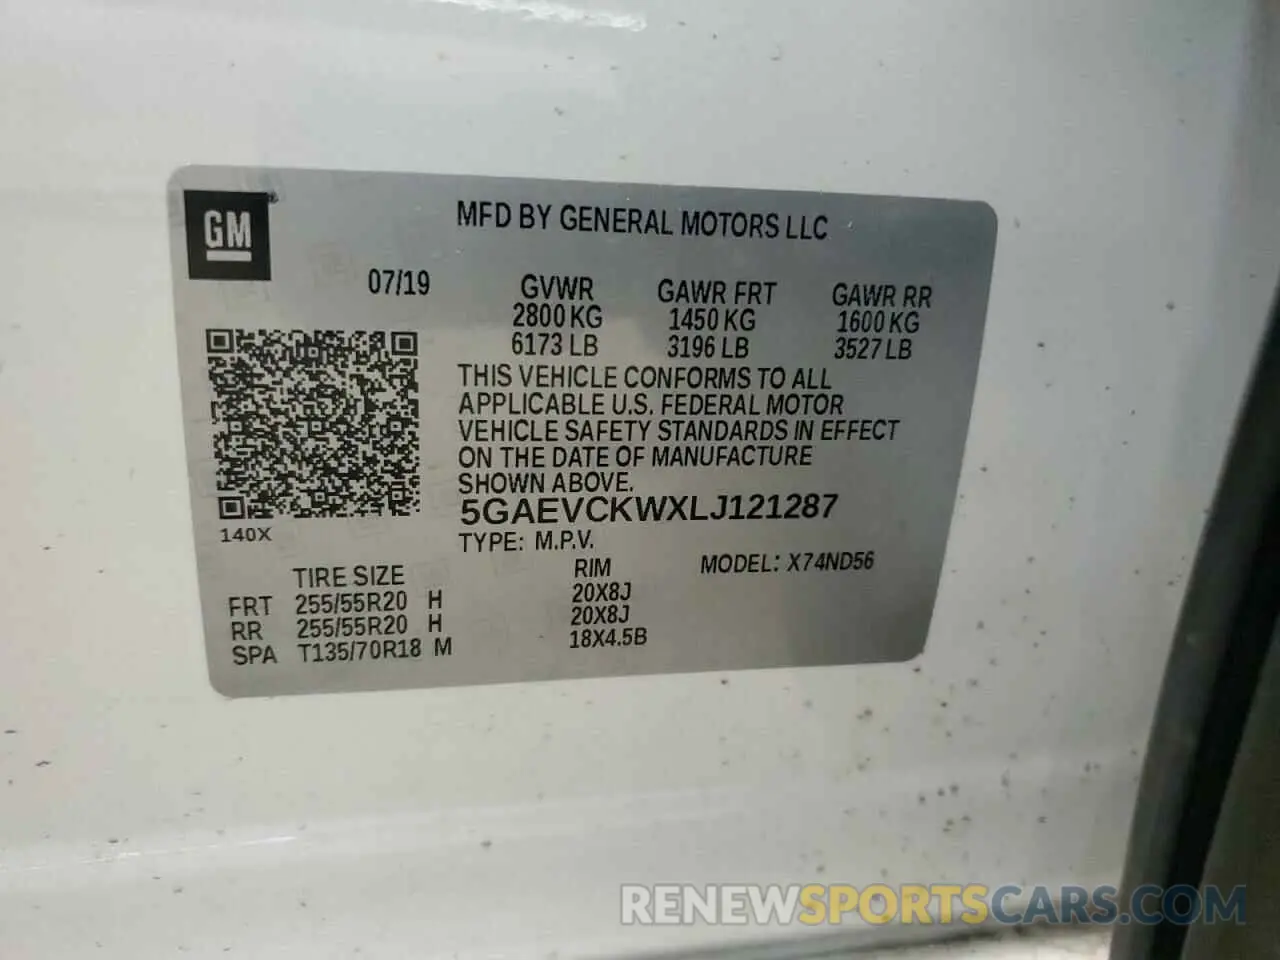 GM
MFD BY GENERAL MOTORS LLC
07/19
GVWR GAWR FRT GAWR RR
2800 KG 1450 KG 1600 KG
6173 LB 3196 LB 3527 LB
THIS VEHICLE CONFORMS TO ALL
APPLICABLE U.S. FEDERAL MOTOR
VEHICLE SAFETY STANDARDS IN EFFECT
ON THE DATE OF MANUFACTURE
SHOWN ABOVE.
5GAEVCKWXLJ121287
140X
TYPE: M.P.V.
MODEL: X74ND56
TIRE SIZE RIM
FRT 255/55R20 H 20X8J
RR 255/55R20 H 20X8J
SPA T135/70R18 M 18X4.5B
RENEWSPORTSCARS.COM